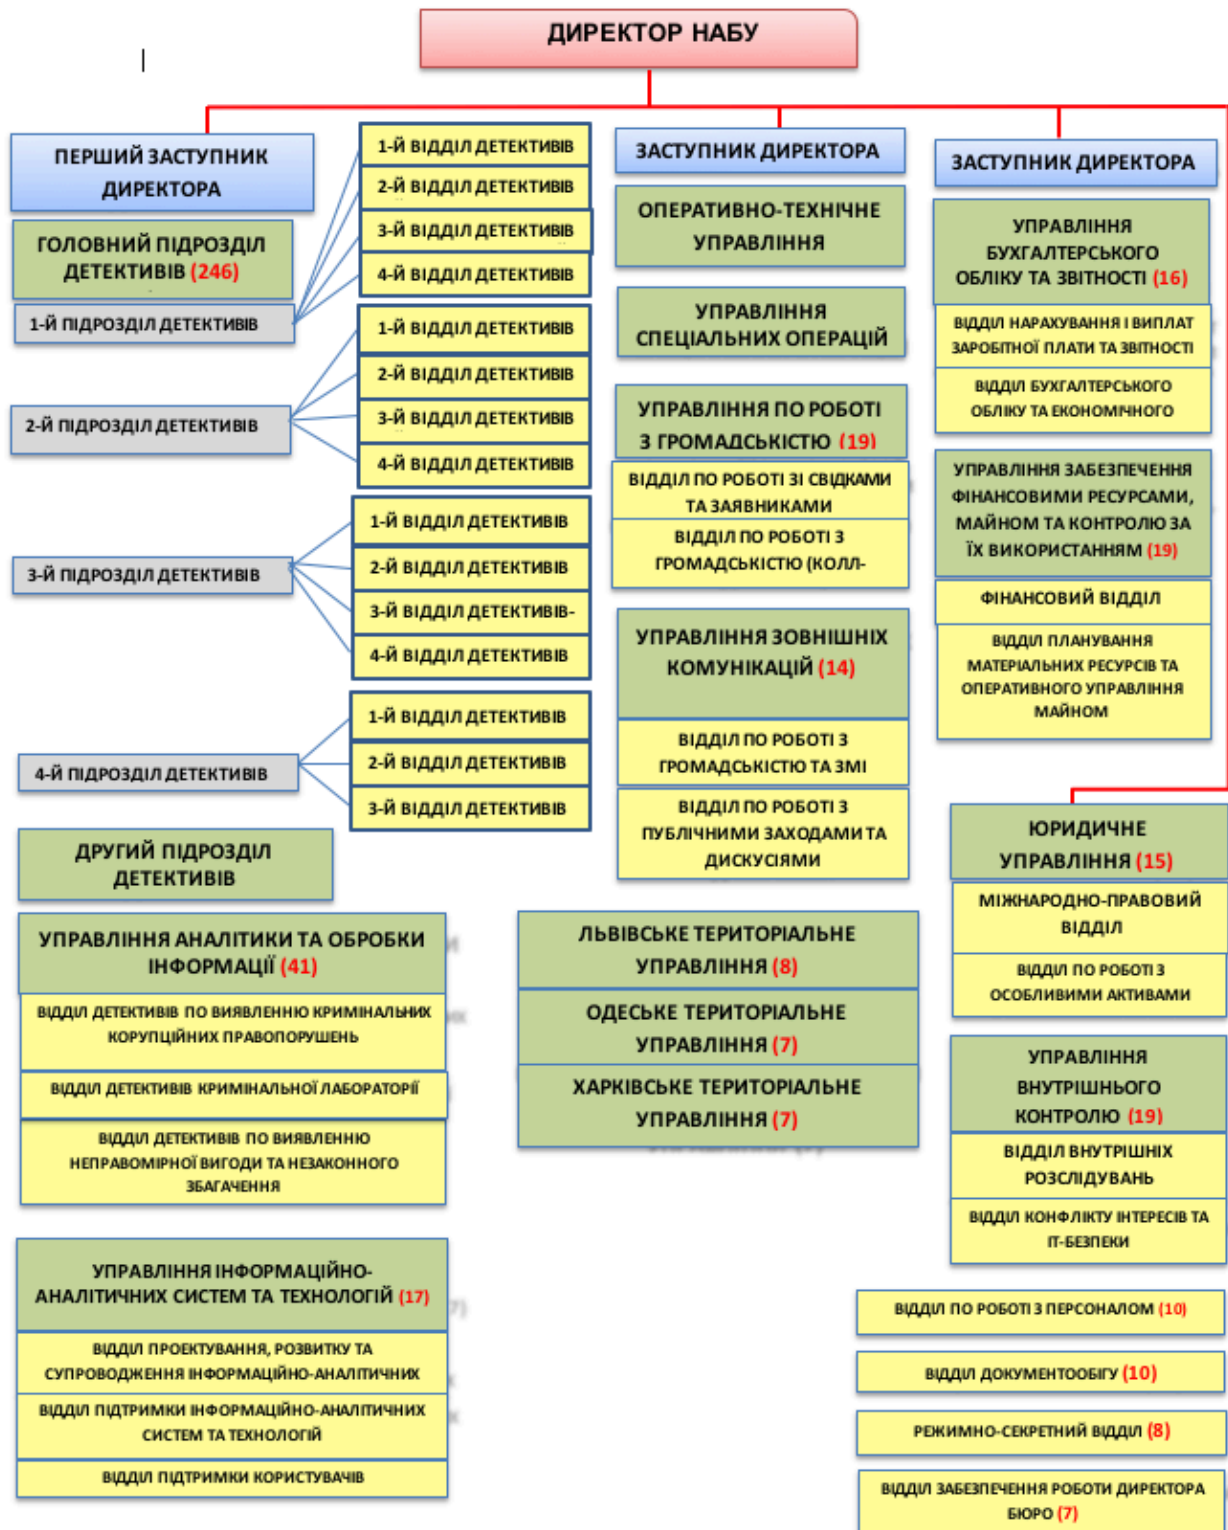 ДИРЕКТОР НАБУ
ПЕРШИЙ ЗАСТУПНИК
ДИРЕКТОРА
ГОЛОВНИЙ ПІДРОЗДІЛ
ДЕТЕКТИВІВ (246)
1-Й ПІДРОЗДІЛ ДЕТЕКТИВІВ
1-Й ВІДДІЛ ДЕТЕКТИВІВ
2-Й ВІДДІЛ ДЕТЕКТИВІВ
3-Й ВІДДІЛ ДЕТЕКТИВІВ
4-Й ВІДДІЛ ДЕТЕКТИВІВ
2-Й ПІДРОЗДІЛ ДЕТЕКТИВІВ
1-Й ВІДДІЛ ДЕТЕКТИВІВ
2-Й ВІДДІЛ ДЕТЕКТИВІВ
3-Й ВІДДІЛ ДЕТЕКТИВІВ
4-Й ВІДДІЛ ДЕТЕКТИВІВ
3-Й ПІДРОЗДІЛ ДЕТЕКТИВІВ
1-Й ВІДДІЛ ДЕТЕКТИВІВ
2-Й ВІДДІЛ ДЕТЕКТИВІВ
3-Й ВІДДІЛ ДЕТЕКТИВІВ-
4-Й ВІДДІЛ ДЕТЕКТИВІВ
4-Й ПІДРОЗДІЛ ДЕТЕКТИВІВ
1-Й ВІДДІЛ ДЕТЕКТИВІВ
2-Й ВІДДІЛ ДЕТЕКТИВІВ
3-Й ВІДДІЛ ДЕТЕКТИВІВ
ДРУГИЙ ПІДРОЗДІЛ
ДЕТЕКТИВІВ
УПРАВЛІННЯ АНАЛІТИКИ ТА ОБРОБКИ
ІНФОРМАЦІЇ (41)
ВІДДІЛ ДЕТЕКТИВІВ ПО ВИЯВЛЕННЮ КРИМІНАЛЬНИХ
КОРУПЦІЙНИХ ПРАВОПОРУШЕНЬ
ВІДДІЛ ДЕТЕКТИВІВ КРИМІНАЛЬНОЇ ЛАБОРАТОРІЇ
ВІДДІЛ ДЕТЕКТИВІВ ПО ВИЯВЛЕННЮ
НЕПРАВОМІРНОЇ ВИГОДИ ТА НЕЗАКОННОГО
ЗБАГАЧЕННЯ
УПРАВЛІННЯ ІНФОРМАЦІЙНО-
АНАЛІТИЧНИХ СИСТЕМ ТА ТЕХНОЛОГІЙ (17)
ВІДДІЛ ПРОЕКТУВАННЯ, РОЗВИТКУ ТА
СУПРОВОДЖЕННЯ ІНФОРМАЦІЙНО-АНАЛІТИЧНИХ
ВІДДІЛ ПІДТРИМКИ ІНФОРМАЦІЙНО-АНАЛІТИЧНИХ
СИСТЕМ ТА ТЕХНОЛОГІЙ
ВІДДІЛ ПІДТРИМКИ КОРИСТУВАЧІВ
ЗАСТУПНИК ДИРЕКТОРА
ОПЕРАТИВНО-ТЕХНІЧНЕ
УПРАВЛІННЯ
УПРАВЛІННЯ
СПЕЦІАЛЬНИХ ОПЕРАЦІЙ
УПРАВЛІННЯ ПО РОБОТІ
З ГРОМАДСЬКІСТЮ (19)
ВІДДІЛ ПО РОБОТІ ЗІ СВІДКАМИ
ТА ЗАЯВНИКАМИ
ВІДДІЛ ПО РОБОТІ З
ГРОМАДСЬКІСТЮ (КОЛЛ-
УПРАВЛІННЯ ЗОВНІШНІХ
КОМУНІКАЦІЙ (14)
ВІДДІЛ ПО РОБОТІ З
ГРОМАДСЬКІСТЮ ТА ЗМІ
ВІДДІЛ ПО РОБОТІ З
ПУБЛІЧНИМИ ЗАХОДАМИ ТА
ДИСКУСІЯМИ
ЛЬВІВСЬКЕ ТЕРИТОРІАЛЬНЕ
УПРАВЛІННЯ (8)
ОДЕСЬКЕ ТЕРИТОРІАЛЬНЕ
УПРАВЛІННЯ (7)
ХАРКІВСЬКЕ ТЕРИТОРІАЛЬНЕ
УПРАВЛІННЯ (7)
ЗАСТУПНИК ДИРЕКТОРА
УПРАВЛІННЯ
БУХГАЛТЕРСЬКОГО
ОБЛІКУ ТА ЗВІТНОСТІ (16)
ВІДДІЛ НАРАХУВАННЯ І ВИПЛАТ
ЗАРОБІТНОЇ ПЛАТИ ТА ЗВІТНОСТІ
ВІДДІЛ БУХГАЛТЕРСЬКОГО
ОБЛІКУ ТА ЕКОНОМІЧНОГО
УПРАВЛІННЯ ЗАБЕЗПЕЧЕННЯ
ФІНАНСОВИМИ РЕСУРСАМИ,
МАЙНОМ ТА КОНТРОЛЮ ЗА
ЇХ ВИКОРИСТАННЯМ (19)
ФІНАНСОВИЙ ВІДДІЛ
ВІДДІЛ ПЛАНУВАННЯ
МАТЕРІАЛЬНИХ РЕСУРСІВ ТА
ОПЕРАТИВНОГО УПРАВЛІННЯ
МАЙНОМ
ЮРИДИЧНЕ
УПРАВЛІННЯ (15)
МІЖНАРОДНО-ПРАВОВИЙ
ВІДДІЛ
ВІДДІЛ ПО РОБОТІ З
ОСОБЛИВИМИ АКТИВАМИ
УПРАВЛІННЯ
ВНУТРІШНЬОГО
КОНТРОЛЮ (19)
ВІДДІЛ ВНУТРІШНІХ
РОЗСЛІДУВАНЬ
ВІДДІЛ КОНФЛІКТУ ІНТЕРЕСІВ ТА
ІТ-БЕЗПЕКИ
ВІДДІЛ ПО РОБОТІ З ПЕРСОНАЛОМ (10)
ВІДДІЛ ДОКУМЕНТООБІГУ (10)
РЕЖИМНО-СЕКРЕТНИЙ ВІДДІЛ (8)
ВІДДІЛ ЗАБЕЗПЕЧЕННЯ РОБОТИ ДИРЕКТОРА
БЮРО (7)